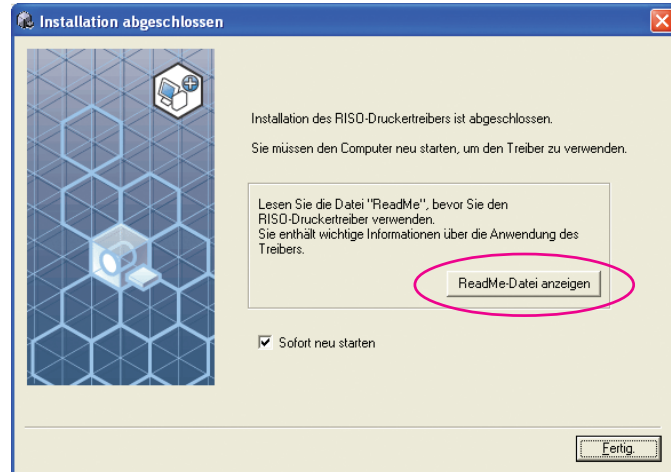 Installation abgeschlossen
Installation des RISO-Druckertreibers ist abgeschlossen.
Sie müssen den Computer neu starten, um den Treiber zu verwenden.
Lesen Sie die Datei "ReadMe", bevor Sie den
RISO-Druckertreiber verwenden.
Sie enthält wichtige Informationen über die Anwendung des
Treibers.
ReadMe-Datei anzeigen
Sofort neu starten
Fertig.